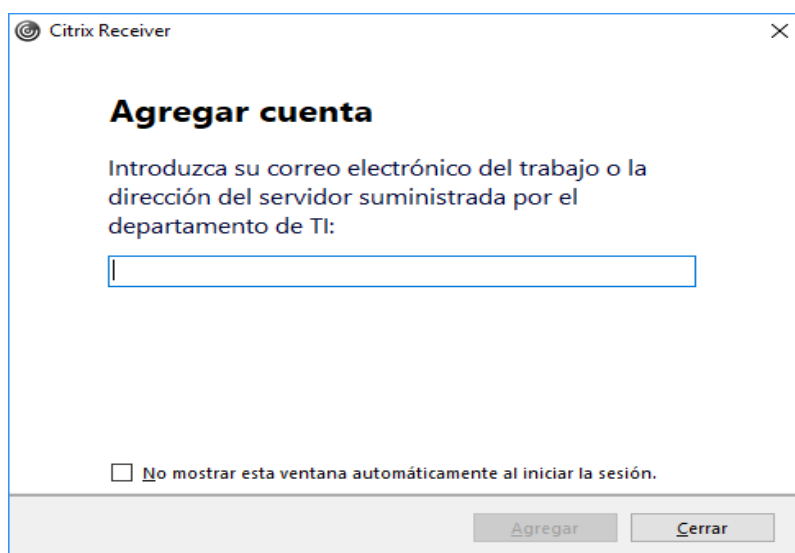 Citrix Receiver
Agregar cuenta
Introduzca su correo electrónico del trabajo o la
dirección del servidor suministrada por el
departamento de TI:
No mostrar esta ventana automáticamente al iniciar la sesión.
Agregar
Cerrar